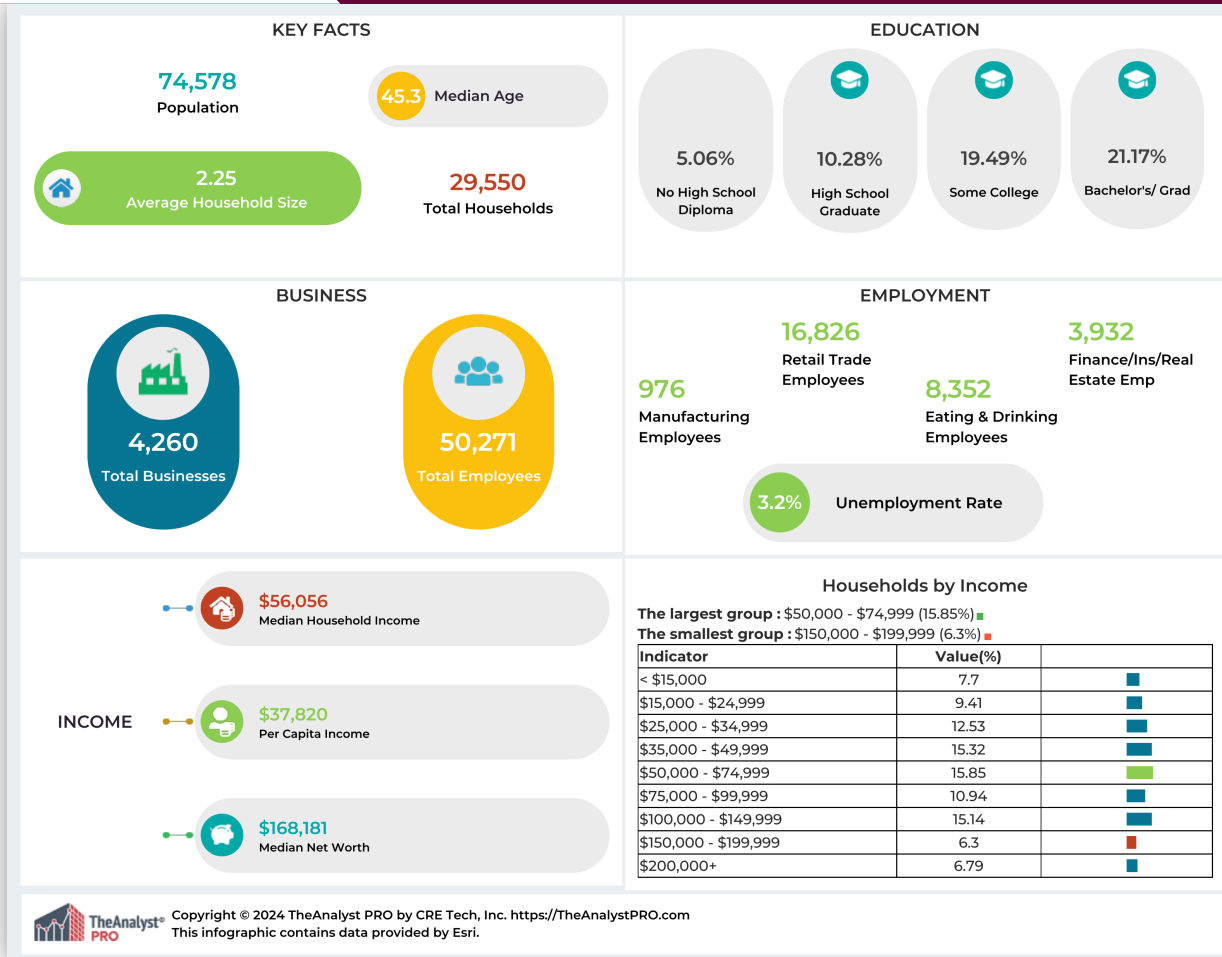 KEY FACTS
74,578
Population
45.3 Median Age
2.25
Average Household Size
29,550
Total Households
EDUCATION
5.06%
No High School
Diploma
10.28%
High School
Graduate
19.49%
Some College
21.17%
Bachelor's/ Grad
BUSINESS
4,260
Total Businesses
50,271
Total Employees
EMPLOYMENT
976
Manufacturing
Employees
16,826
Retail Trade
Employees
8,352
Eating & Drinking
Employees
3,932
Finance/Ins/Real
Estate Emp
3.2% Unemployment Rate
INCOME
$56,056
Median Household Income
$37,820
Per Capita Income
$168,181
Median Net Worth
Households by Income
The largest group : $50,000 - $74,999 (15.85%)
The smallest group : $150,000 - $199,999 (6.3%)
Indicator Value(%)
< $15,000 7.7
$15,000 - $24,999 9.41
$25,000 - $34,999 12.53
$35,000 - $49,999 15.32
$50,000 - $74,999 15.85
$75,000 - $99,999 10.94
$100,000 - $149,999 15.14
$150,000 - $199,999 6.3
$200,000+ 6.79
TheAnalyst®
PRO
Copyright © 2024 TheAnalyst PRO by CRE Tech, Inc. https://TheAnalystPRO.com
This infographic contains data provided by Esri.